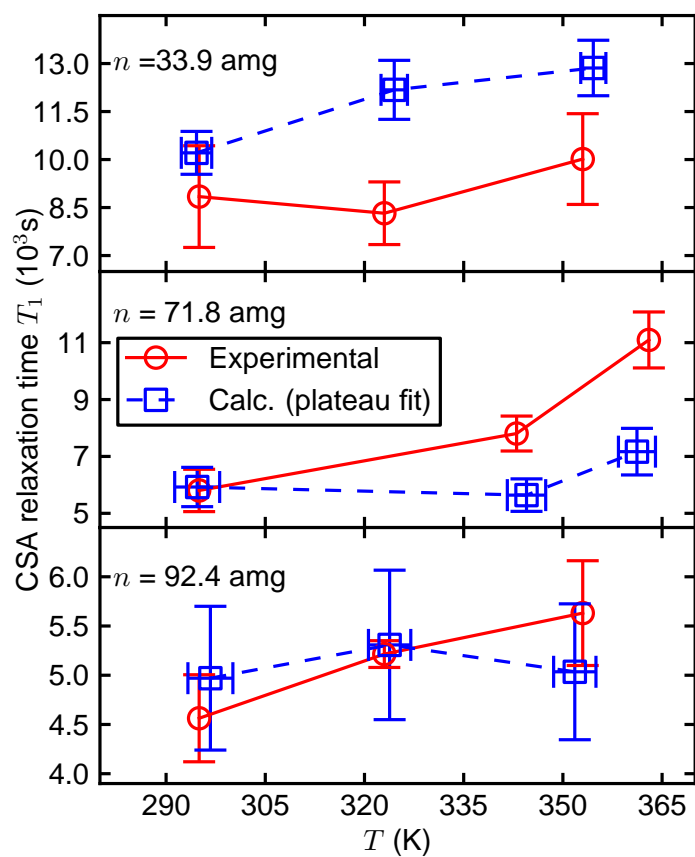 n =33.9 amg
13.0
11.5
10.0
8.5
7.0
n = 71.8 amg
Experimental
Calc. (plateau fit)
11
9
7
5
n = 92.4 amg
6.0
5.5
5.0
4.5
4.0
CSA relaxation time T₁ (10³s)
290 305 320 335 350 365
T (K)